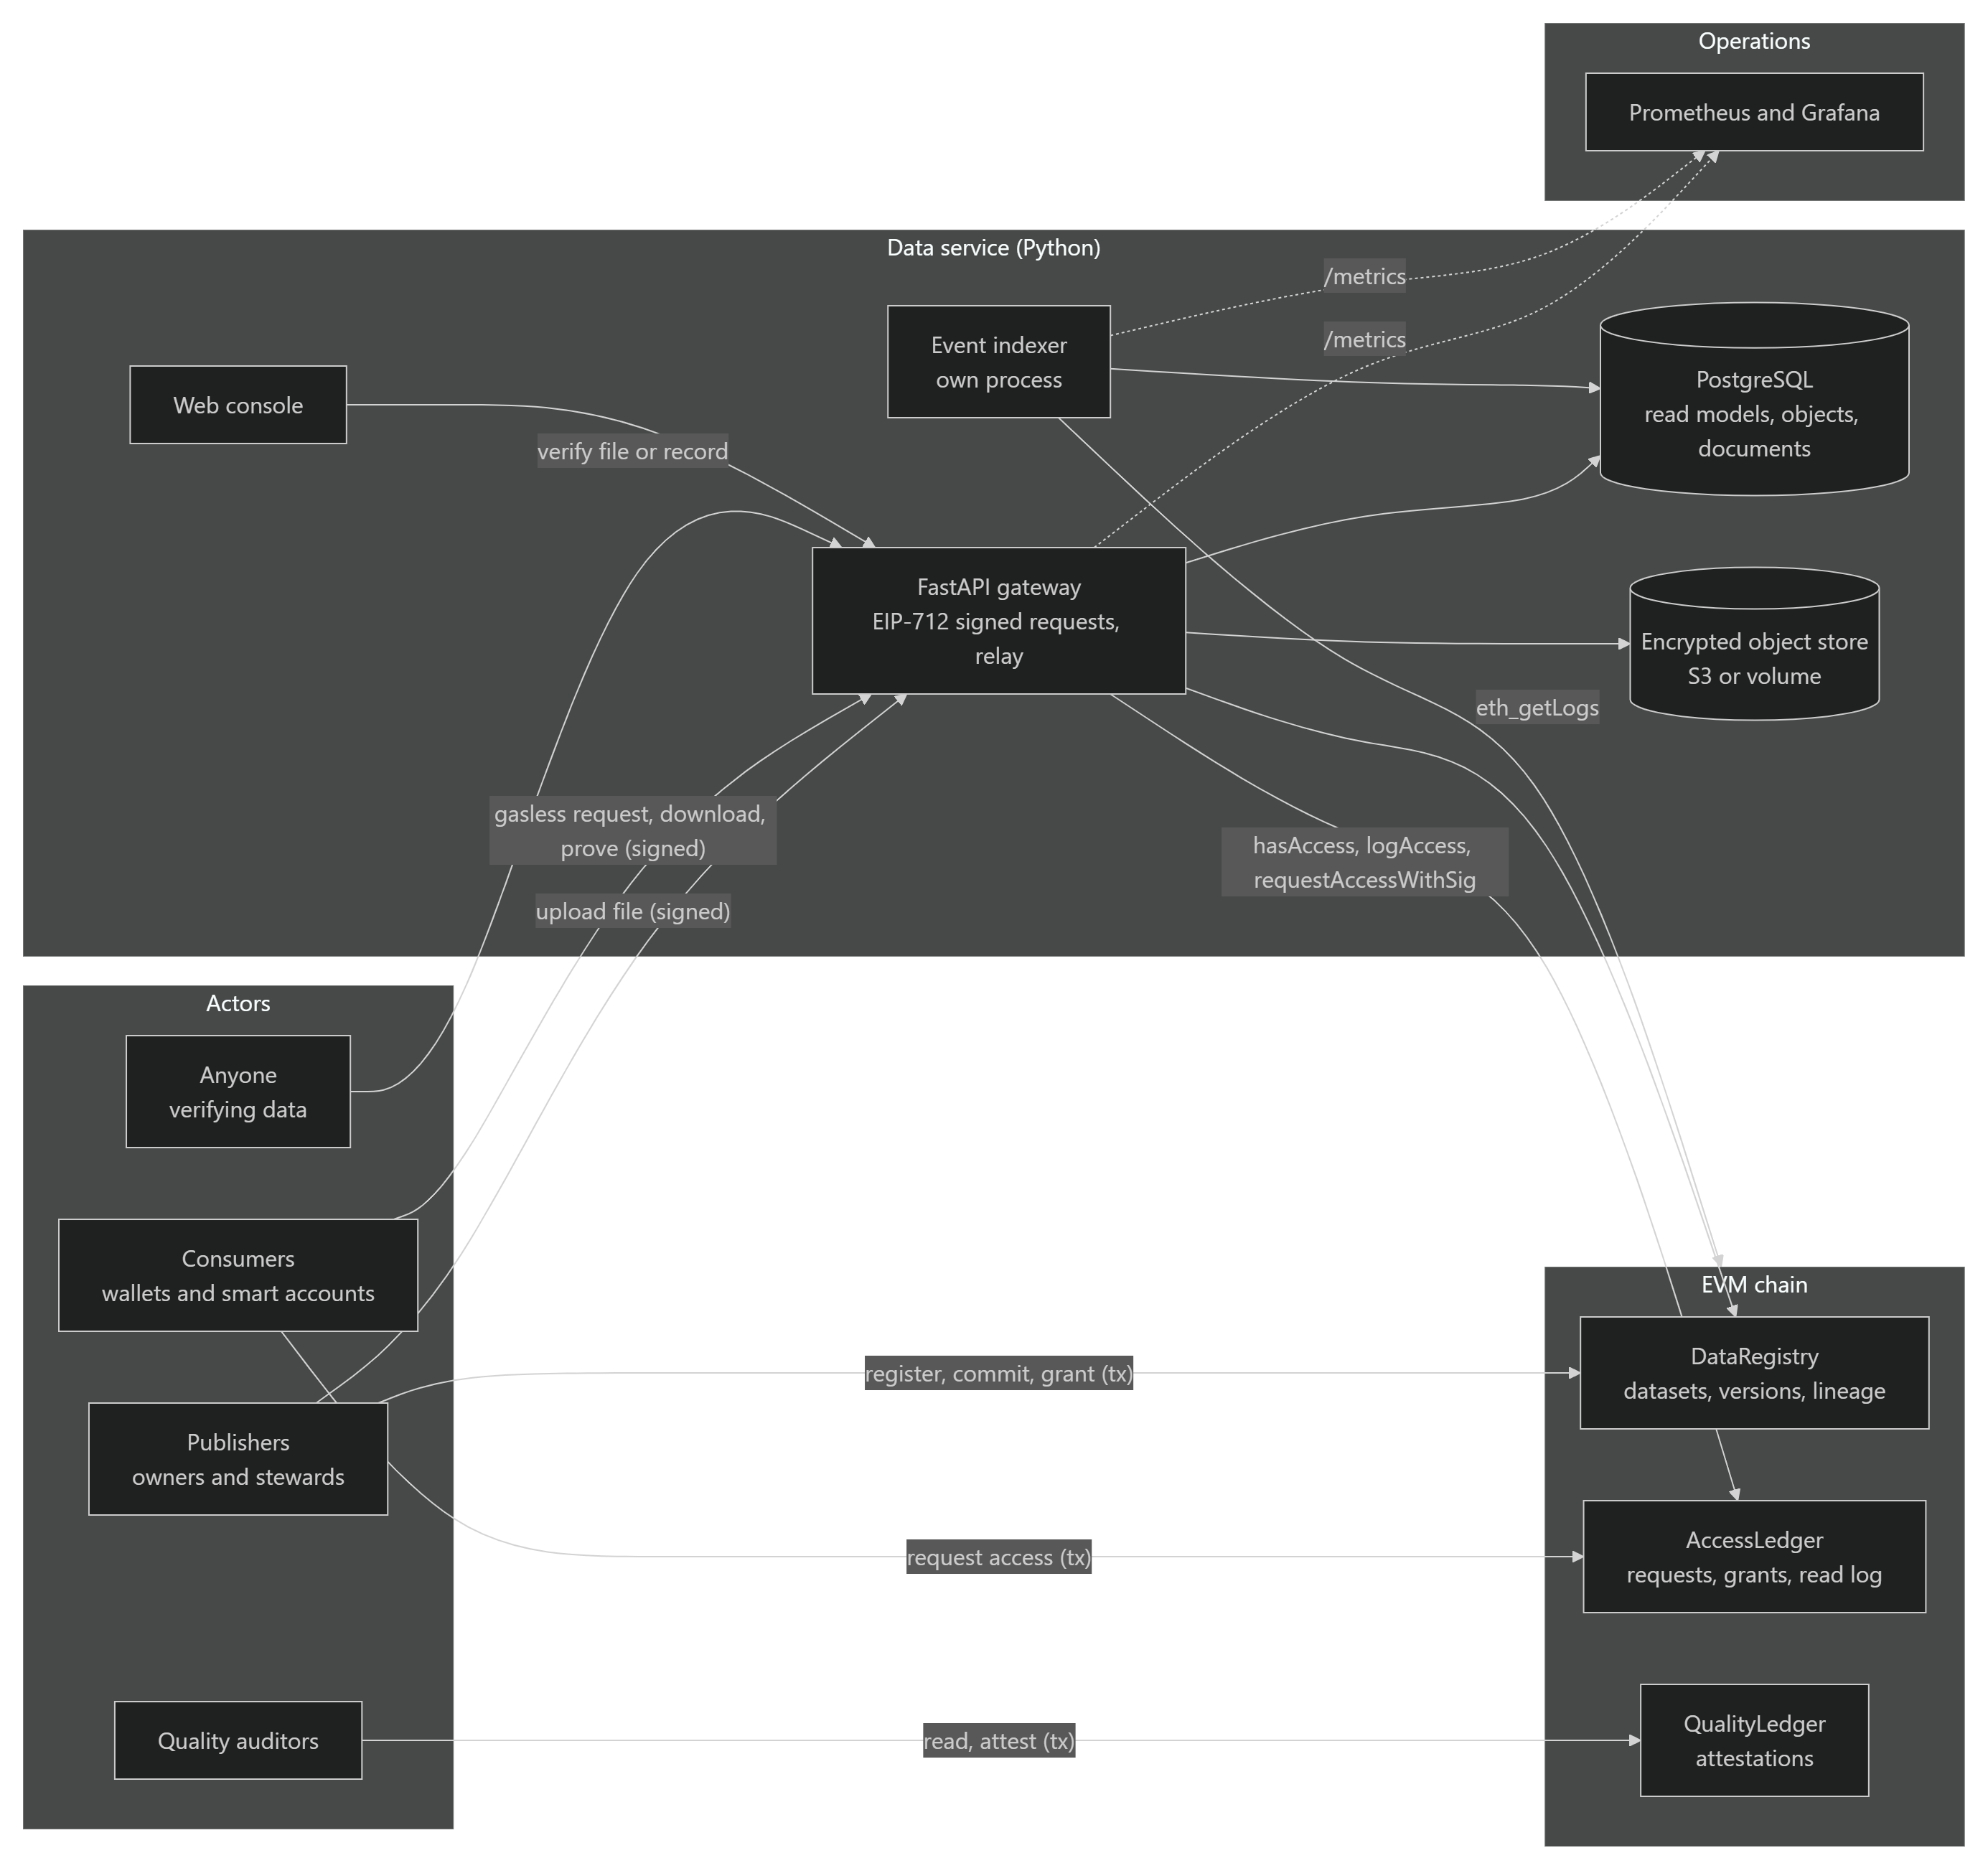 Operations
Prometheus and Grafana
Data service (Python)
/metrics
Event indexer
own process
/metrics
PostgreSQL
read models, objects,
documents
Web console
verify file or record
FastAPI gateway
EIP-712 signed requests,
relay
Encrypted object store
S3 or volume
eth_getLogs
gasless request, download,
prove (signed)
hasAccess, logAccess,
requestAccessWithSig
upload file (signed)
Actors
Anyone
verifying data
Consumers
wallets and smart accounts
EVM chain
register, commit, grant (tx)
DataRegistry
datasets, versions, lineage
Publishers
owners and stewards
request access (tx)
AccessLedger
requests, grants, read log
Quality auditors
read, attest (tx)
QualityLedger
attestations